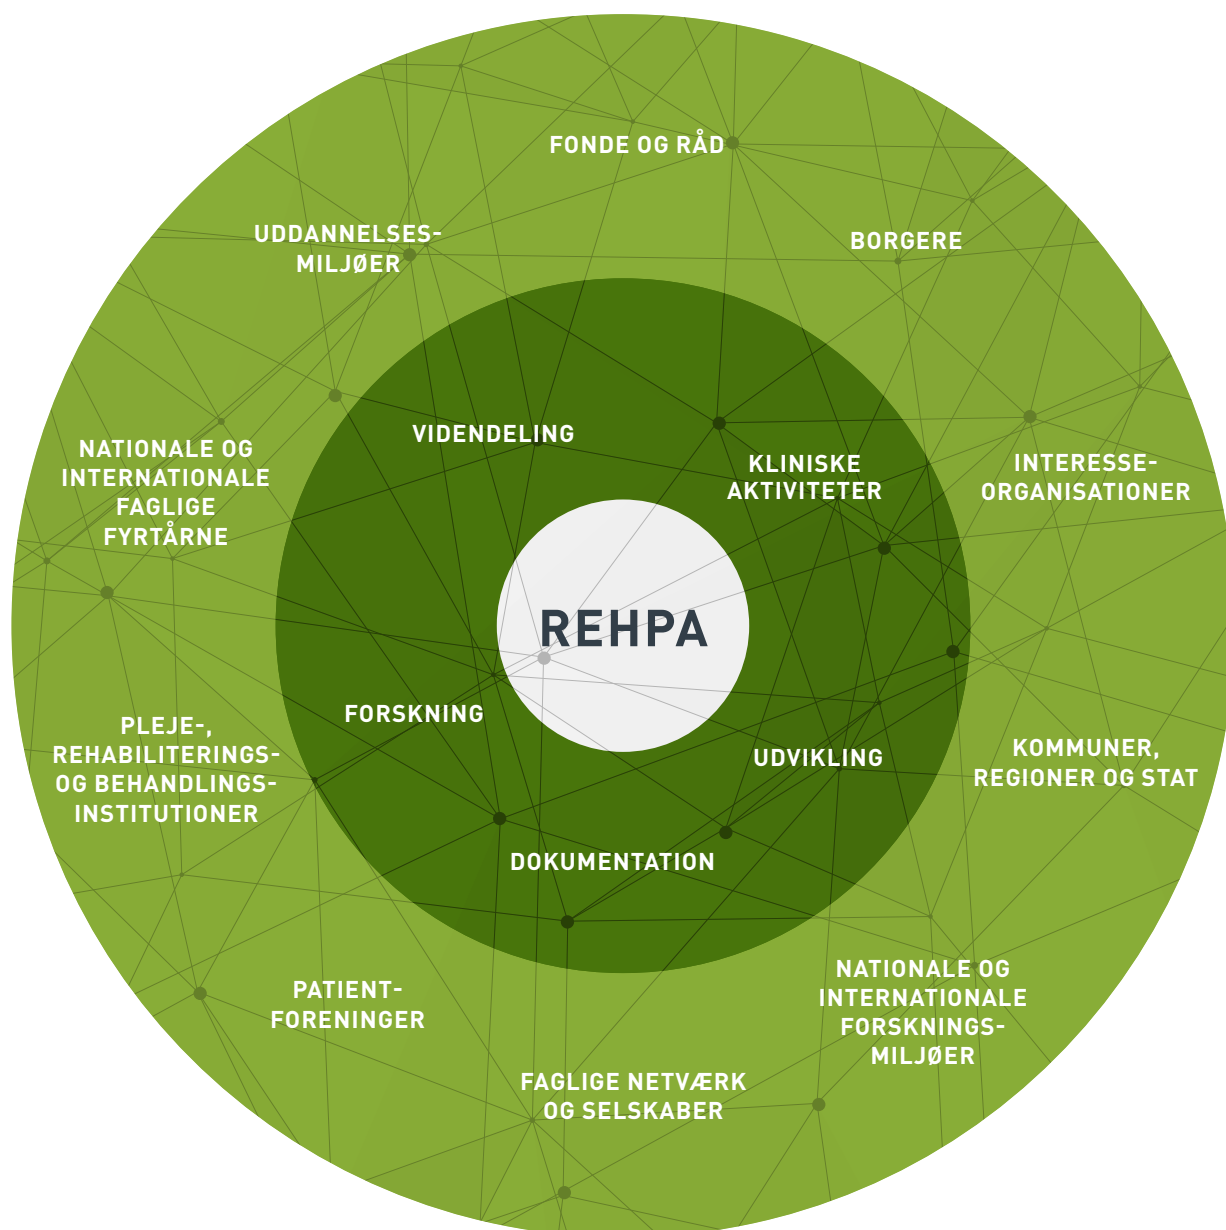 FONDE OG RÅD
UDDANNELSES-
MILJØER
BORGERE
VIDENDELING
KLINISKE
AKTIVITETER
NATIONALE OG
INTERNATIONALE
FAGLIGE
FYRTÅRNE
INTERESSE-
ORGANISATIONER
REHPA
FORSKNING
UDVIKLING
PLEJE-,
REHABILITERINGS-
OG BEHANDLINGS-
INSTITUTIONER
KOMMUNER,
REGIONER OG STAT
DOKUMENTATION
PATIENT-
FORENINGER
NATIONALE OG
INTERNATIONALE
FORSKNINGS-
MILJØER
FAGLIGE NETVÆRK
OG SELSKABER